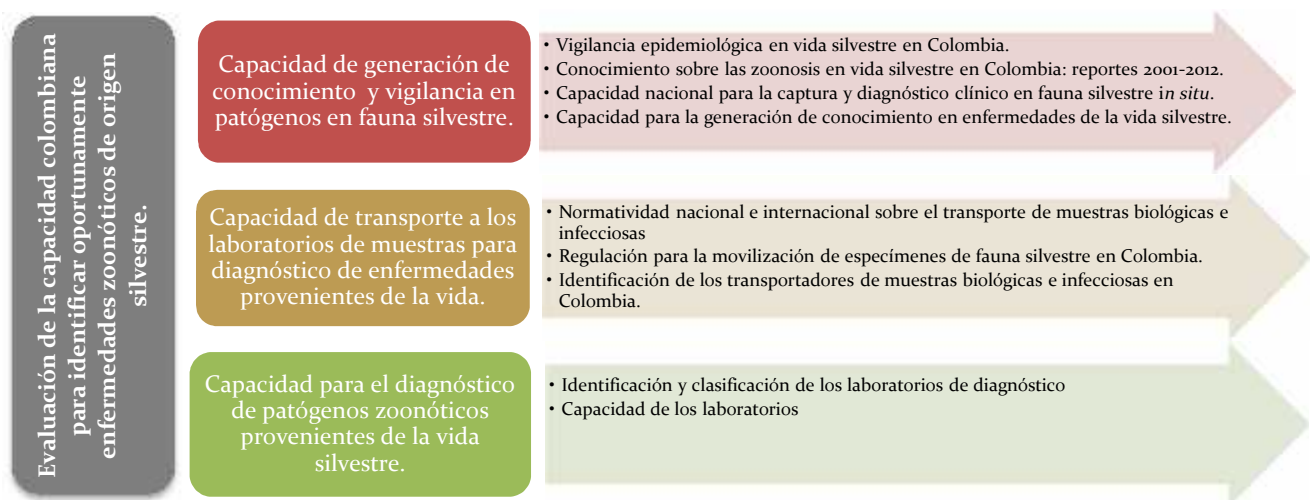 Evaluación de la capacidad colombiana
para identificar oportunamente
enfermedades zoonóticos de origen
silvestre.
Capacidad de generación de
conocimiento y vigilancia en
patógenos en fauna silvestre.
• Vigilancia epidemiológica en vida silvestre en Colombia.
• Conocimiento sobre las zoonosis en vida silvestre en Colombia: reportes 2001-2012.
• Capacidad nacional para la captura y diagnóstico clínico en fauna silvestre in situ.
• Capacidad para la generación de conocimiento en enfermedades de la vida silvestre.
Capacidad de transporte a los
laboratorios de muestras para
diagnóstico de enfermedades
provenientes de la vida.
• Normatividad nacional e internacional sobre el transporte de muestras biológicas e
infecciosas
• Regulación para la movilización de especímenes de fauna silvestre en Colombia.
• Identificación de los transportadores de muestras biológicas e infecciosas en
Colombia.
Capacidad para el diagnóstico
de patógenos zoonóticos
provenientes de la vida
silvestre.
• Identificación y clasificación de los laboratorios de diagnóstico
• Capacidad de los laboratorios